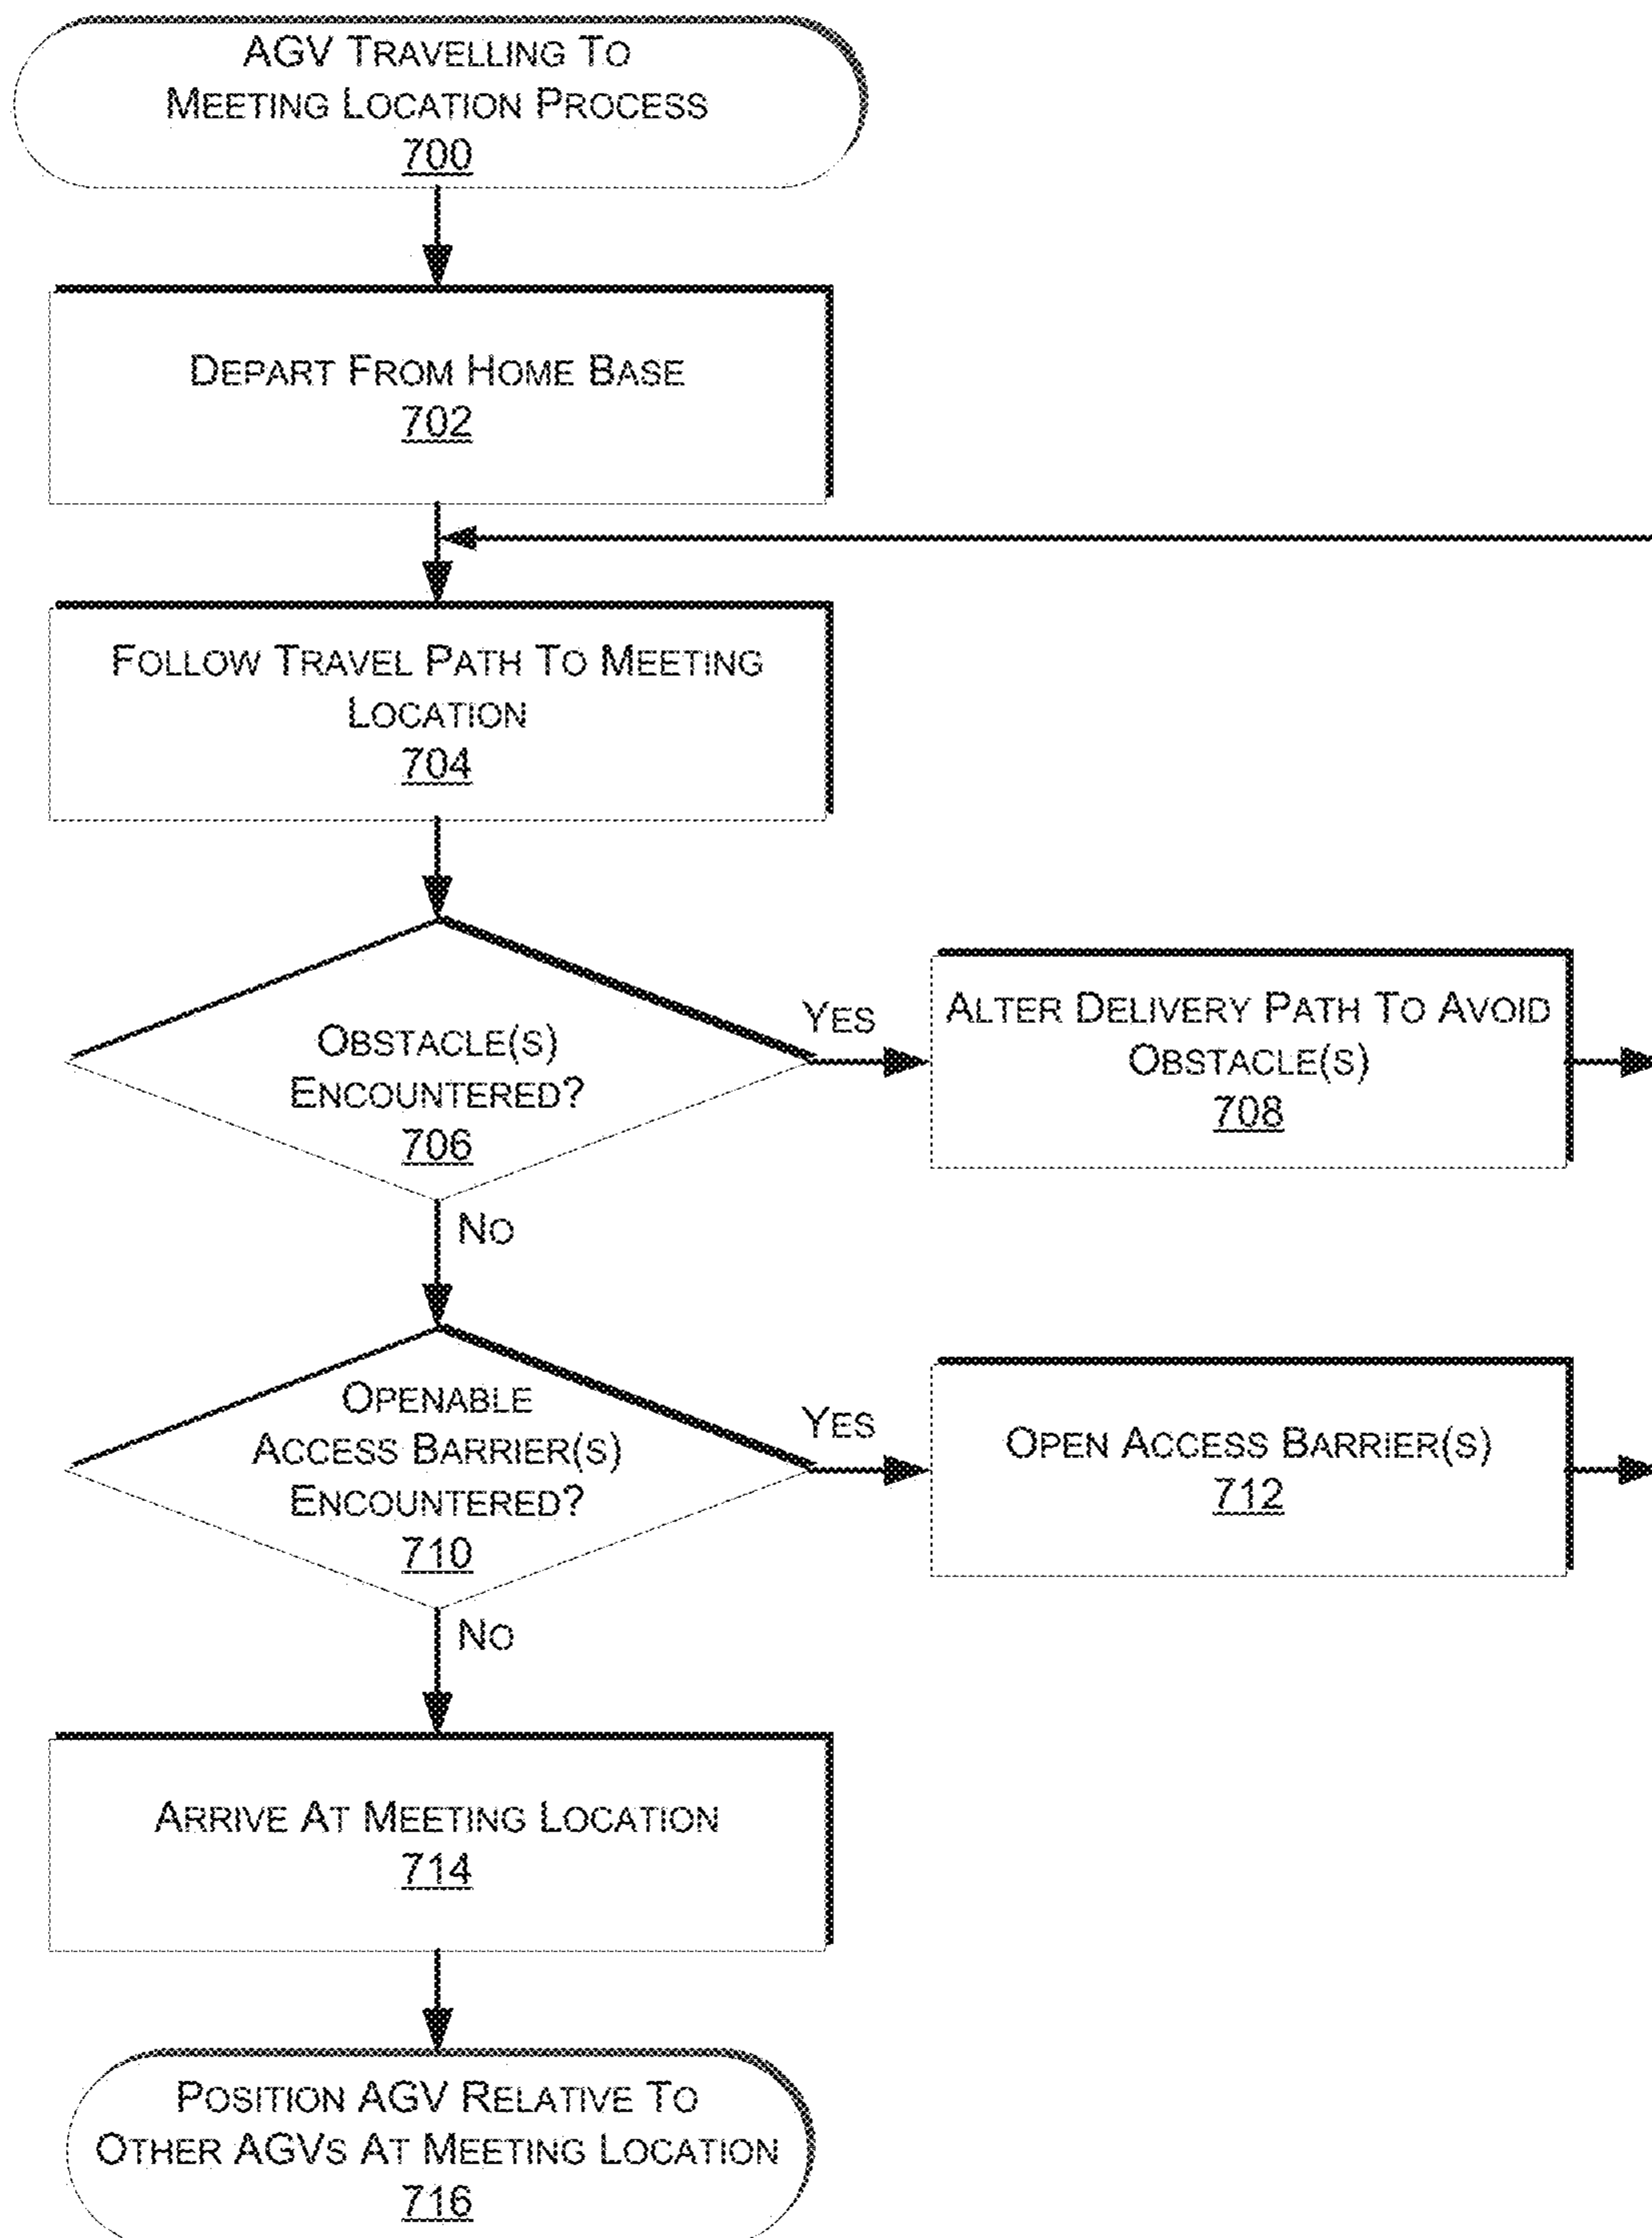 AGV TRAVELLING TO
MEETING LOCATION PROCESS
700
DEPART FROM HOME BASE
702
FOLLOW TRAVEL PATH TO MEETING
LOCATION
704
OBSTACLE(S)
ENCOUNTERED?
706
YES
ALTER DELIVERY PATH TO AVOID
OBSTACLE(S)
708
NO
OPENABLE
ACCESS BARRIER(S)
ENCOUNTERED?
710
YES
OPEN ACCESS BARRIER(S)
712
NO
ARRIVE AT MEETING LOCATION
714
POSITION AGV RELATIVE TO
OTHER AGVS AT MEETING LOCATION
716